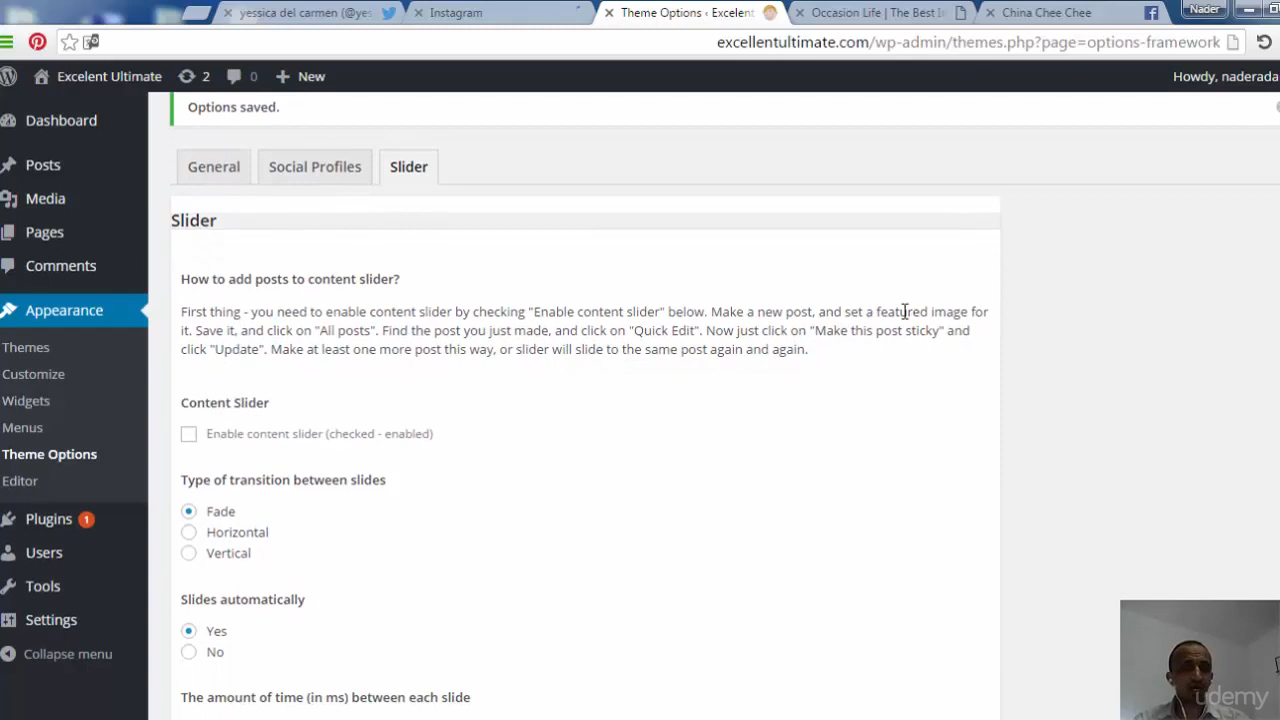 yessica del carmen (@yes
Instagram
Theme Options ‹ Excelent
Occasion Life | The Best In
China Chee Chee
Nader
excellentultimate.com/wp-admin/themes.php?page=options-framework
Excelent Ultimate
2
0
New
Howdy, naderada
Dashboard
Posts
Media
Pages
Comments
Appearance
Themes
Customize
Widgets
Menus
Theme Options
Editor
Plugins 1
Users
Tools
Settings
Collapse menu
Options saved.
General
Social Profiles
Slider
Slider
How to add posts to content slider?
First thing - you need to enable content slider by checking "Enable content slider" below. Make a new post, and set a featured image for
it. Save it, and click on "All posts". Find the post you just made, and click on "Quick Edit". Now just click on "Make this post sticky" and
click "Update". Make at least one more post this way, or slider will slide to the same post again and again.
Content Slider
Enable content slider (checked - enabled)
Type of transition between slides
Fade
Horizontal
Vertical
Slides automatically
Yes
No
The amount of time (in ms) between each slide
udemy